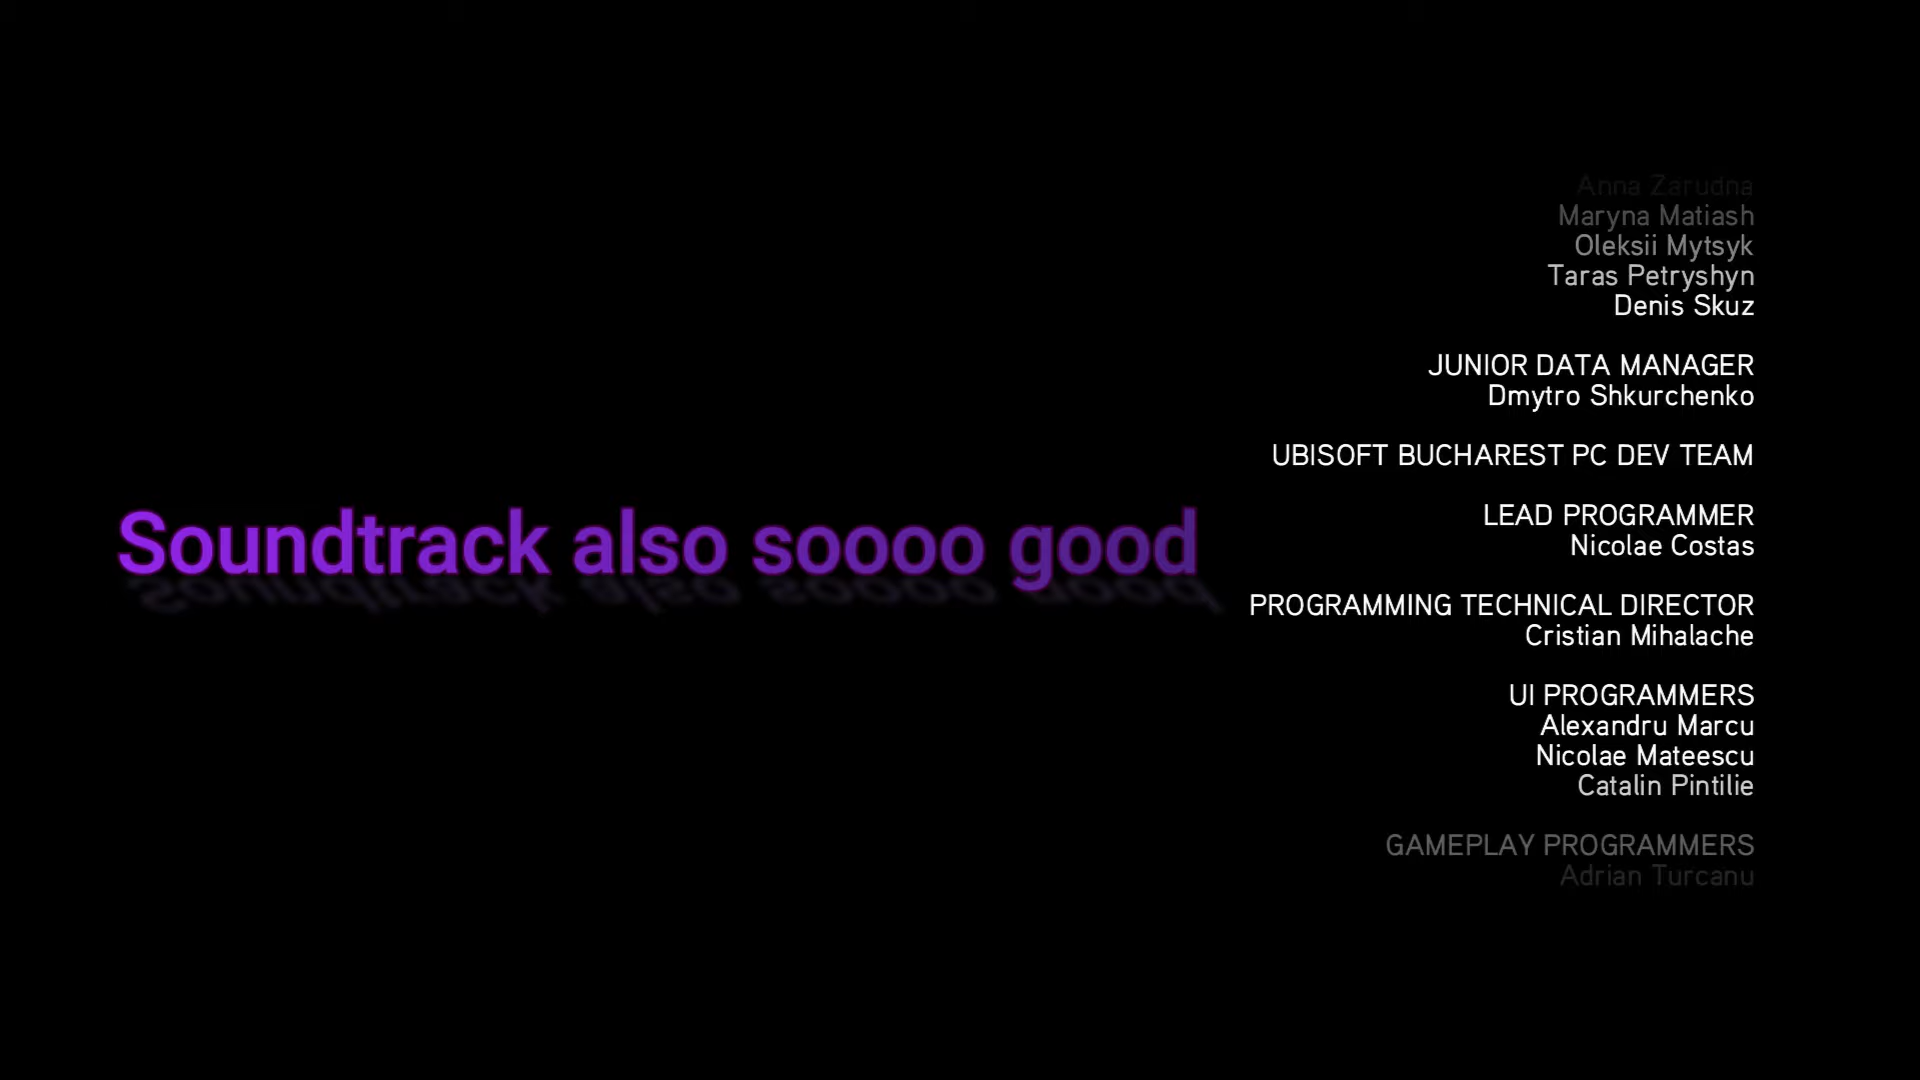 Anna Zarudna
Maryna Matiash
Oleksii Mytsyk
Taras Petryshyn
Denis Skuz
JUNIOR DATA MANAGER
Dmytro Shkurchenko
UBISOFT BUCHAREST PC DEV TEAM
LEAD PROGRAMMER
Nicolae Costas
Soundtrack also soooo good
PROGRAMMING TECHNICAL DIRECTOR
Cristian Mihalache
UI PROGRAMMERS
Alexandru Marcu
Nicolae Mateescu
Catalin Pintilie
GAMEPLAY PROGRAMMERS
Adrian Turcanu